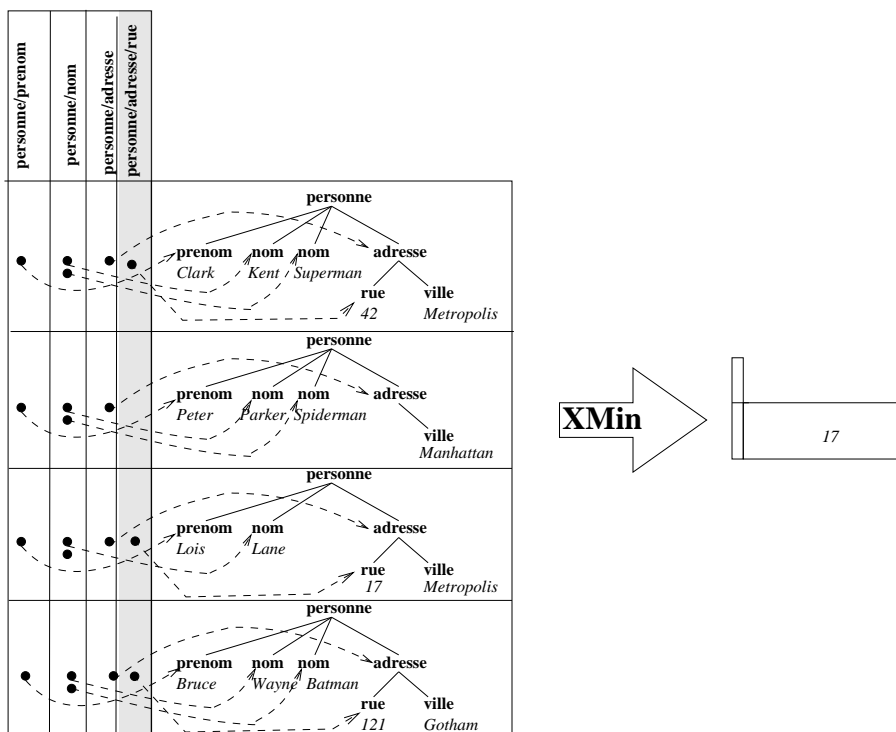 personne/prenom
personne/nom
personne/adresse
personne/adresse/rue
personne
prenom nom nom adresse
Clark Kent Superman
rue ville
42 Metropolis
personne
prenom nom nom adresse
Peter Parker Spiderman
ville
Manhattan
personne
prenom nom adresse
Lois Lane
rue ville
17 Metropolis
personne
prenom nom nom adresse
Bruce Wayne Batman
rue ville
121 Gotham
XMin
17